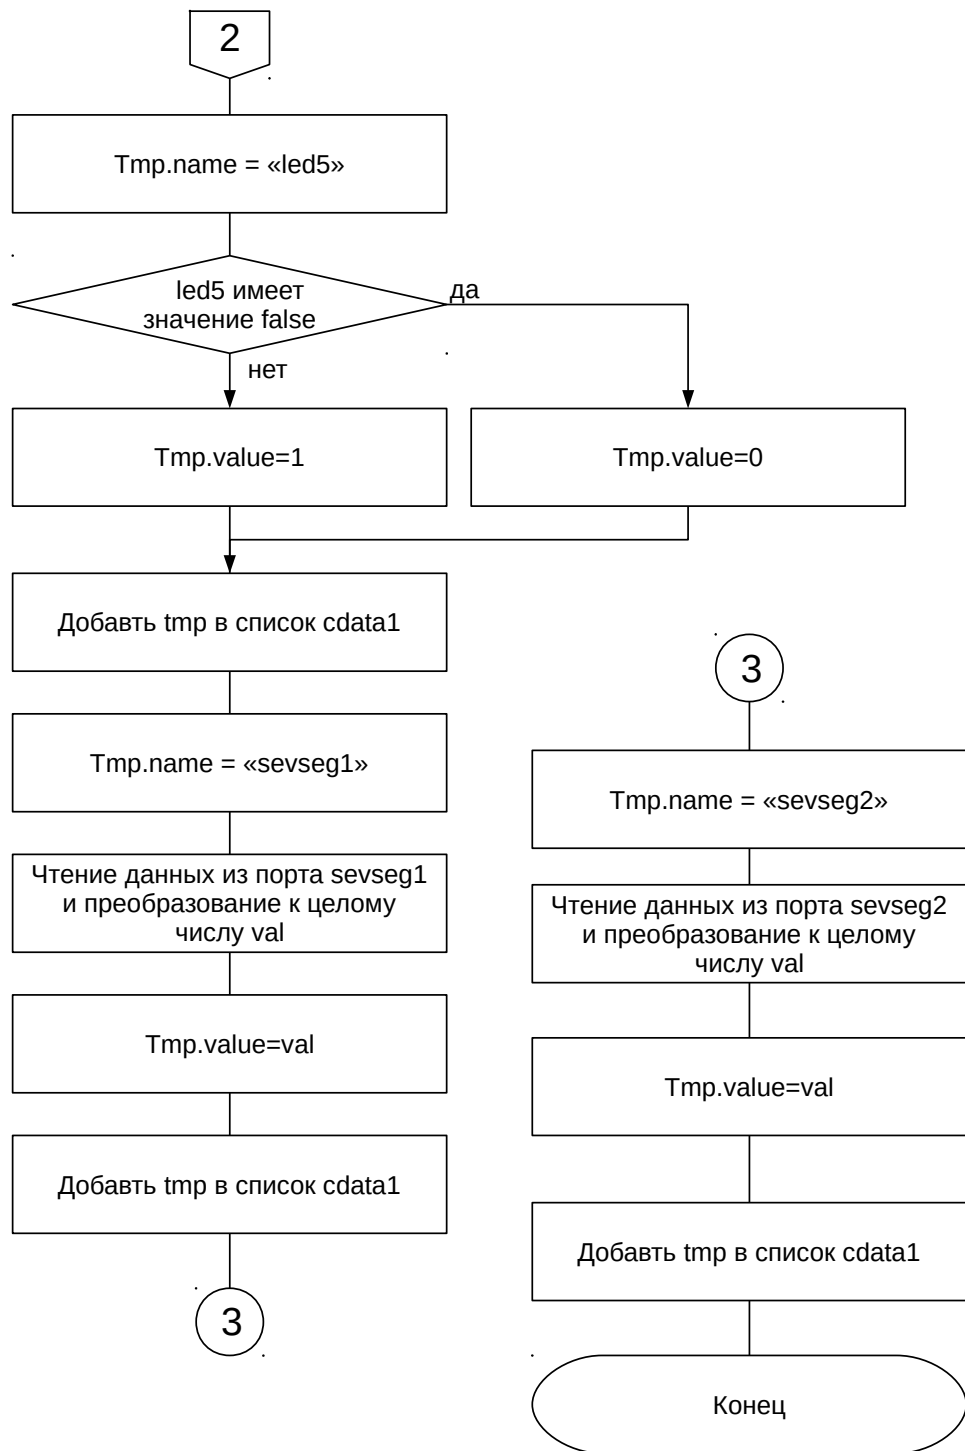 2
Tmp.name = «led5»
led5 имеет
значение false
да
нет
Tmp.value=1
Tmp.value=0
Добавть tmp в список cdata1
Tmp.name = «sevseg1»
Чтение данных из порта sevseg1
и преобразование к целому
числу val
Tmp.value=val
Добавть tmp в список cdata1
3
3
Tmp.name = «sevseg2»
Чтение данных из порта sevseg2
и преобразование к целому
числу val
Tmp.value=val
Добавть tmp в список cdata1
Конец